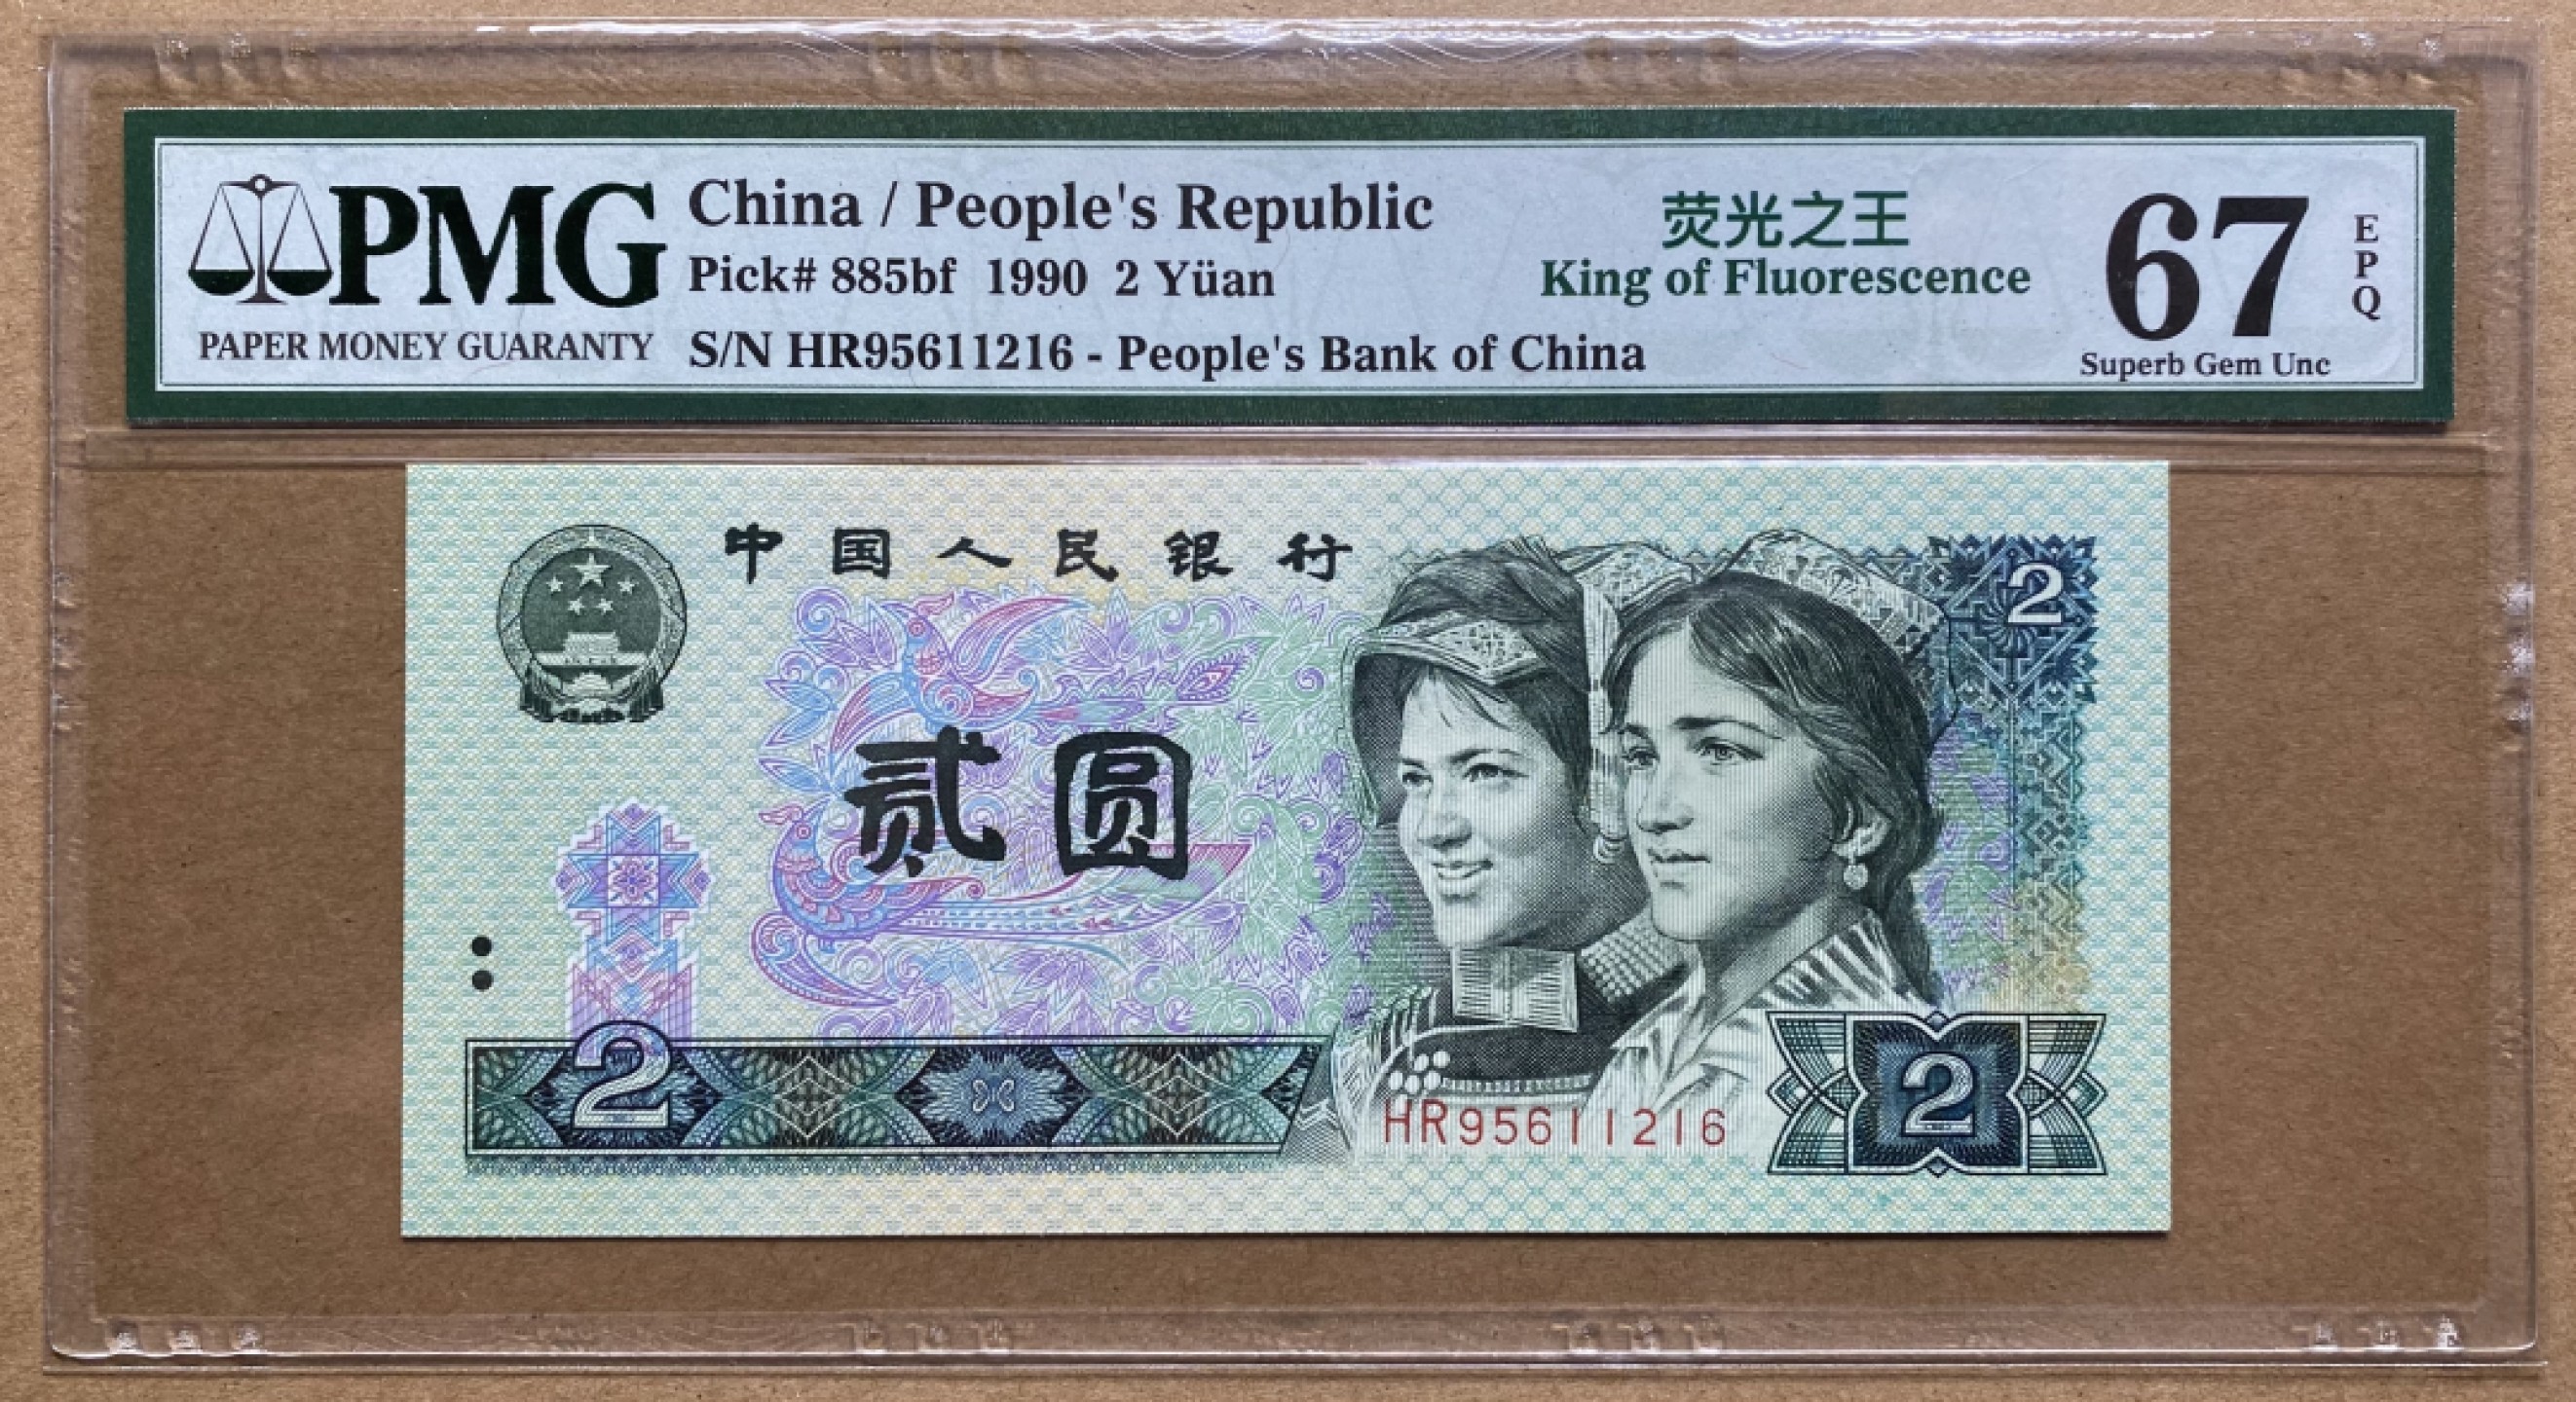 PMG
PAPER MONEY GUARANTY
China / People's Republic
Pick# 885bf 1990 2 Yüan
S/N HR95611216 - People's Bank of China
荧光之王
King of Fluorescence
67
EPQ
Superb Gem Unc
中国人民银行
2
贰圆
2
HR95611216
2